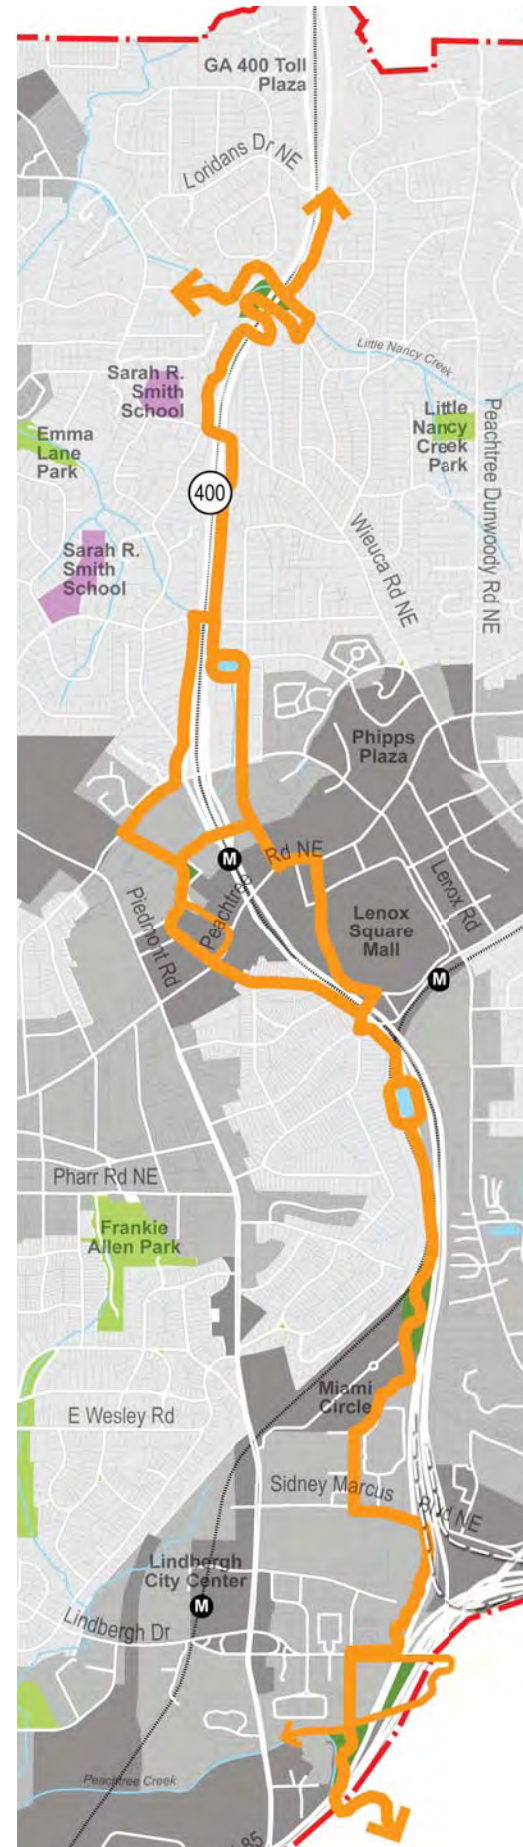 GA 400 Toll
Plaza
Loridans Dr NE
Little Nancy Creek
Sarah R.
Smith
School
Little
Nancy
Creek
Park
Peachtree Dunwoody Rd NE
Emma
Lane
Park
400
Wieuca Rd NE
Sarah R.
Smith
School
Phipps
Plaza
M
Rd NE
Peachtree
Piedmont Rd
Lenox Rd
Lenox
Square
Mall
M
Pharr Rd NE
Frankie
Allen Park
Miami
Circle
E Wesley Rd
Sidney Marcus
Blvd NE
Lindbergh
City Center
M
Lindbergh Dr
Peachtree Creek
I-85